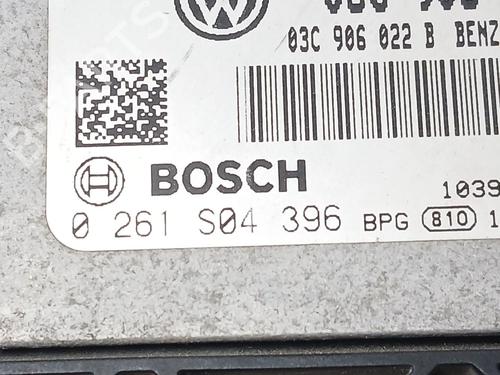 03C 906 022 B BENZ
BOSCH
1039
0 261 S04 396 BPG 810 1